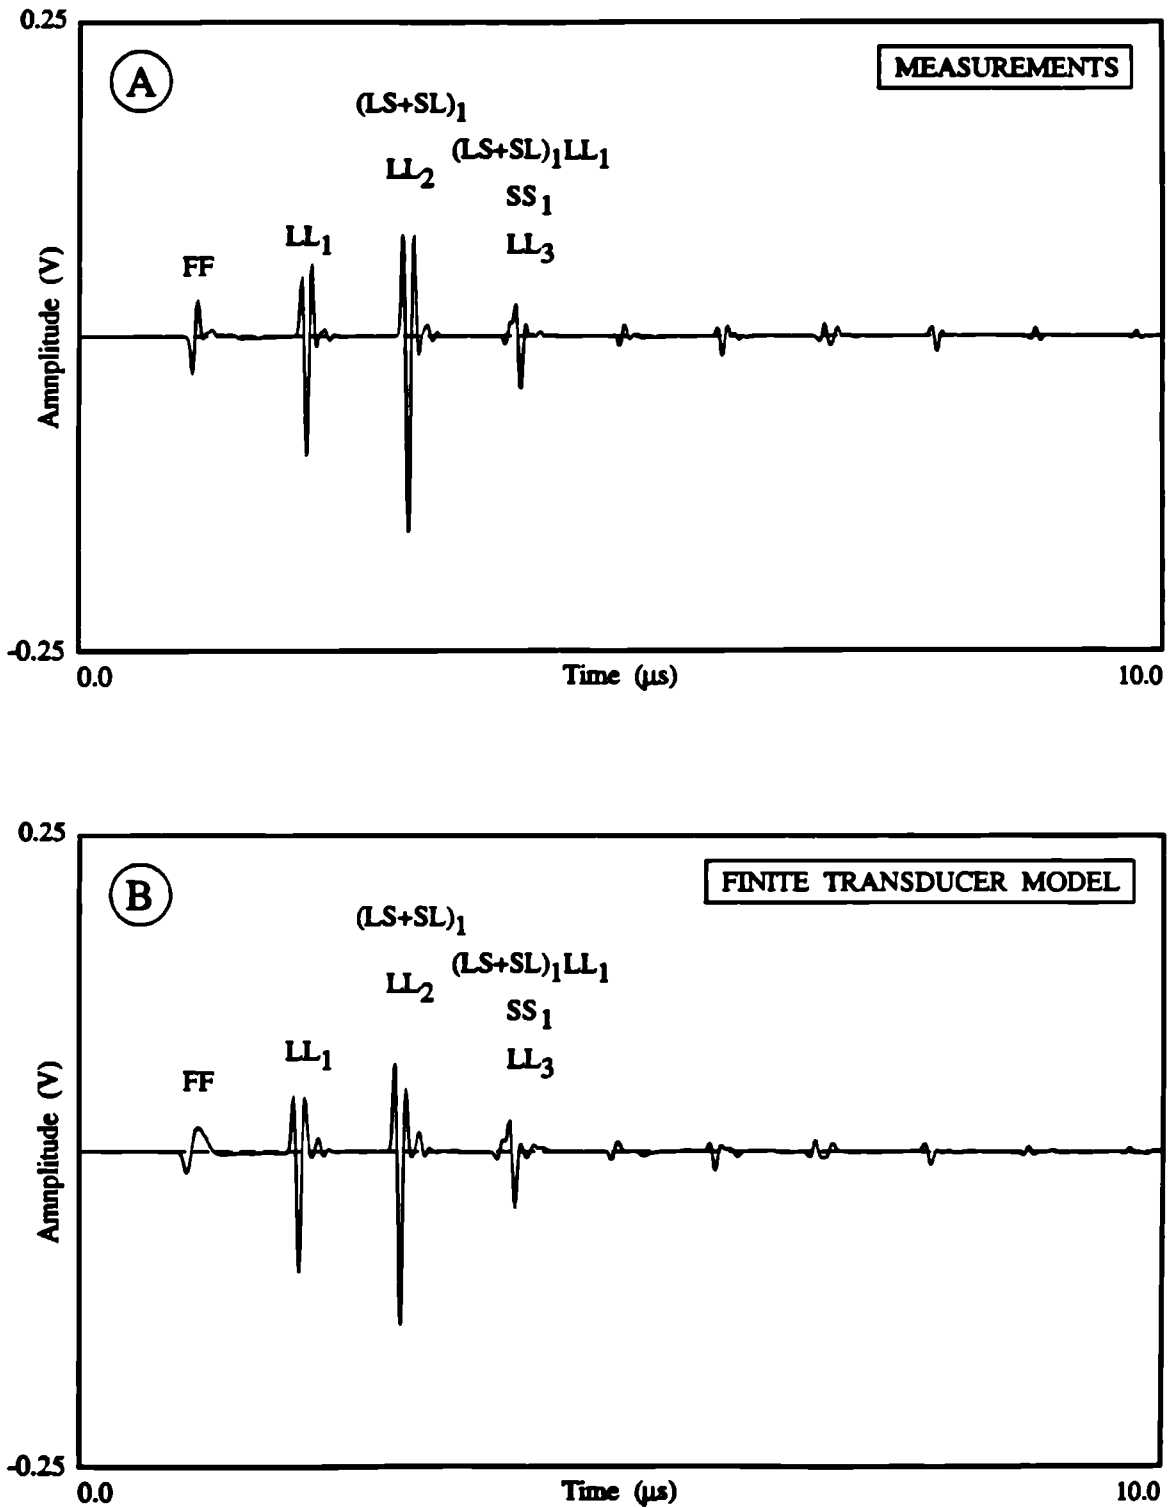 0.25
A
MEASUREMENTS
(LS+SL)1
(LS+SL)1LL1
LL2
SS1
LL1
LL3
FF
Amnplitude (V)
-0.25
0.0
Time (μs)
10.0
0.25
B
FINITE TRANSDUCER MODEL
(LS+SL)1
(LS+SL)1LL1
LL2
SS1
LL1
LL3
FF
Amnplitude (V)
-0.25
0.0
Time (μs)
10.0